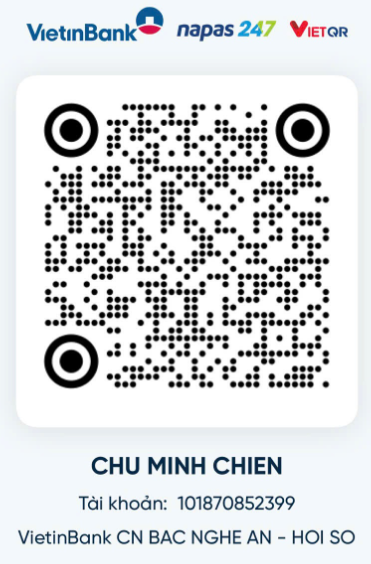 VietinBank napas 247 VIETQR
CHU MINH CHIEN
Tài khoản: 101870852399
VietinBank CN BAC NGHE AN - HOI SO